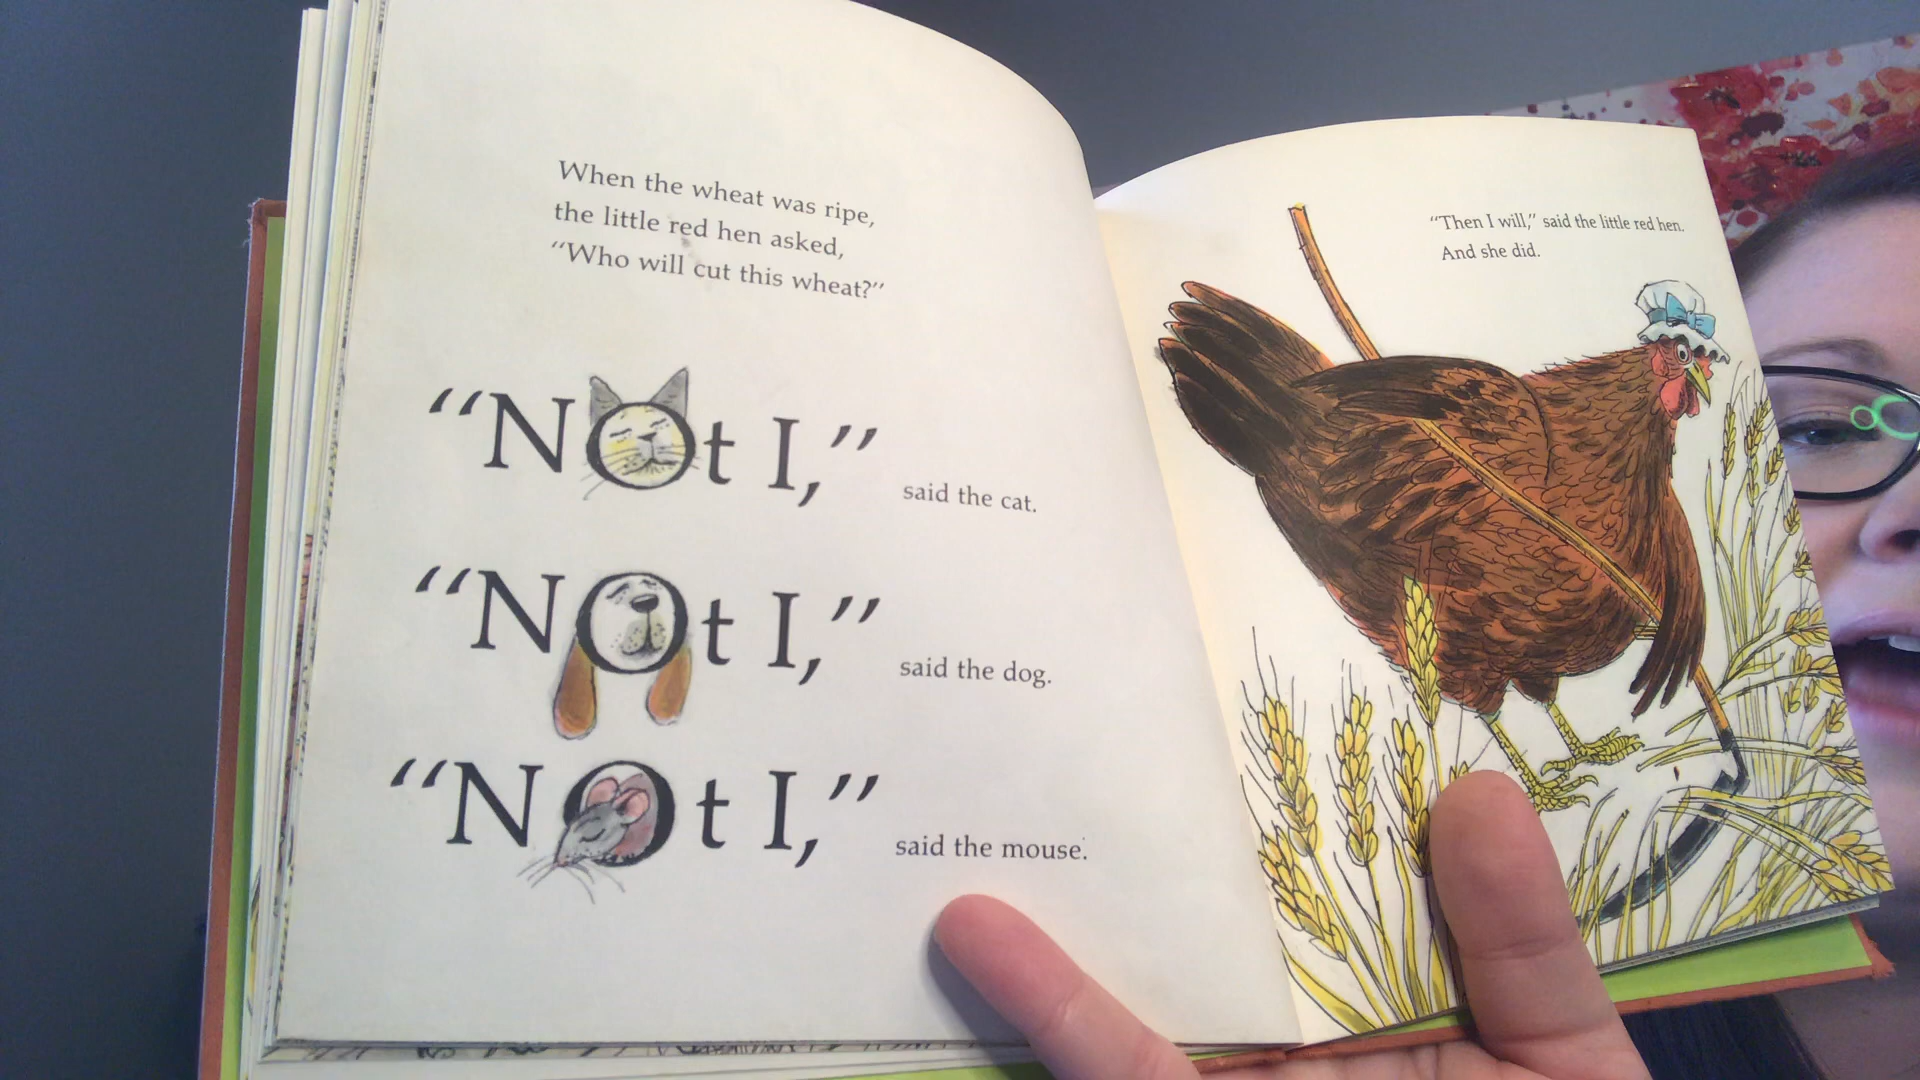 When the wheat was ripe,
the little red hen asked,
“Who will cut this wheat?”
“Not I,” said the cat.
“Not I,” said the dog.
“Not I,” said the mouse.
“Then I will,” said the little red hen.
And she did.